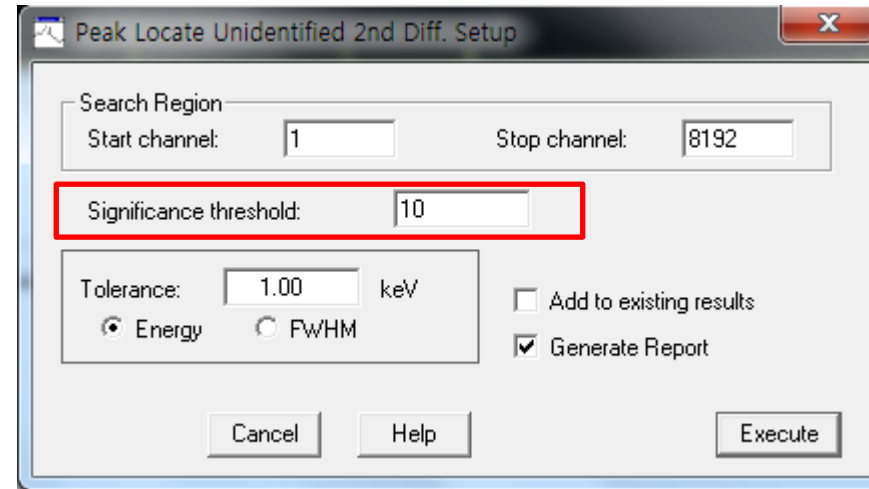 Peak Locate Unidentified 2nd Diff. Setup
Search Region
Start channel: 1 Stop channel: 8192
Significance threshold: 10
Tolerance: 1.00 keV
Energy FWHM
Add to existing results
Generate Report
Cancel Help Execute